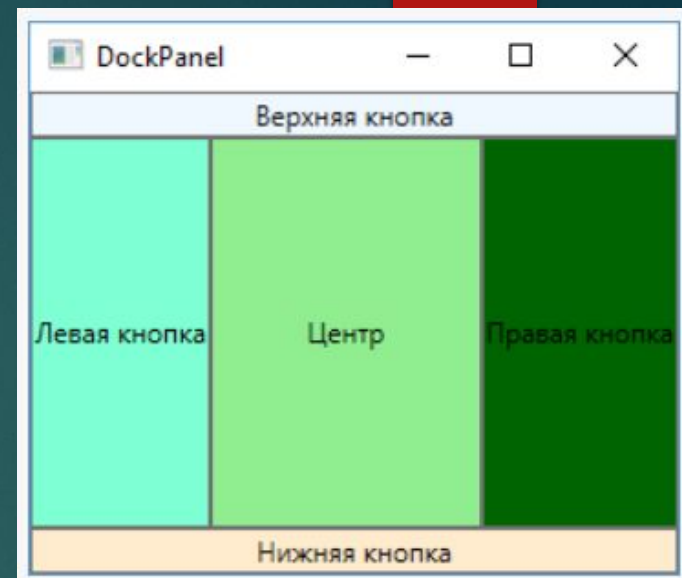 DockPanel
Верхняя кнопка
Левая кнопка
Центр
Правая кнопка
Нижняя кнопка